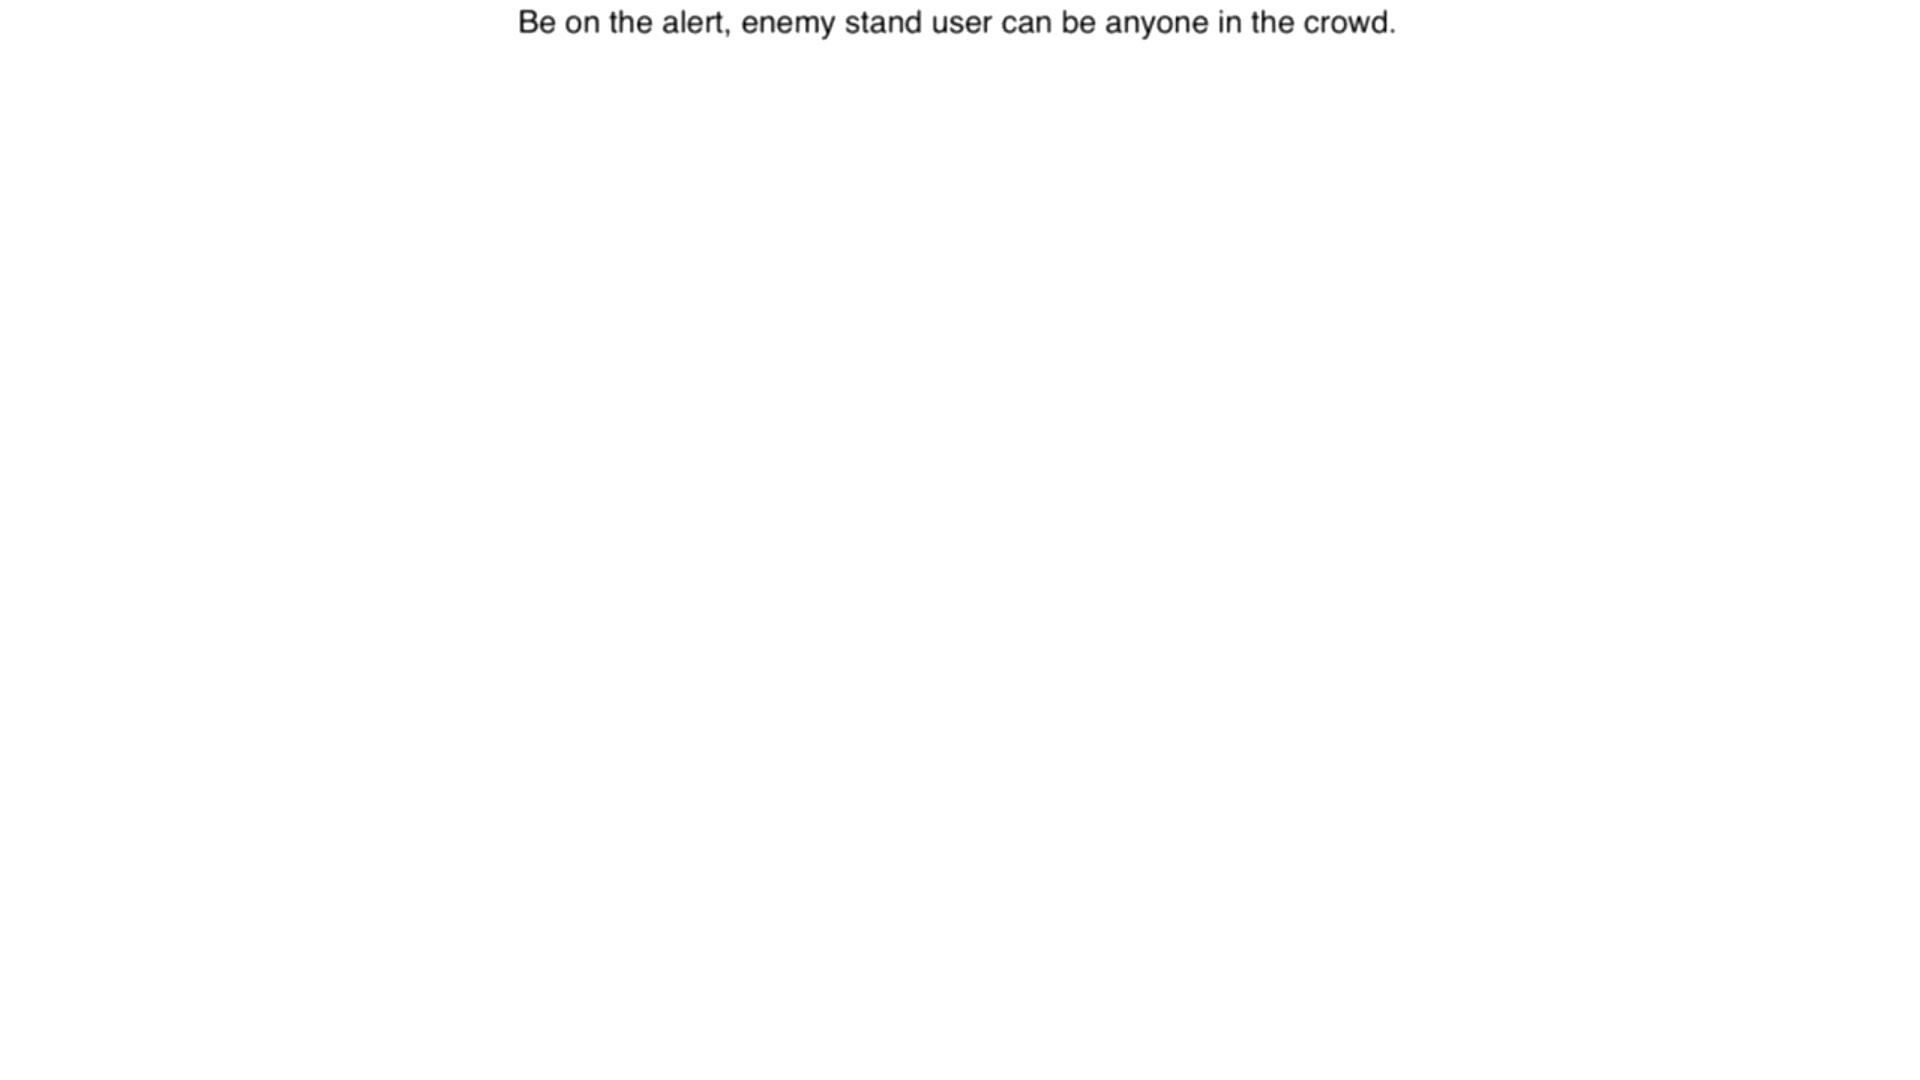 Be on the alert, enemy stand user can be anyone in the crowd.